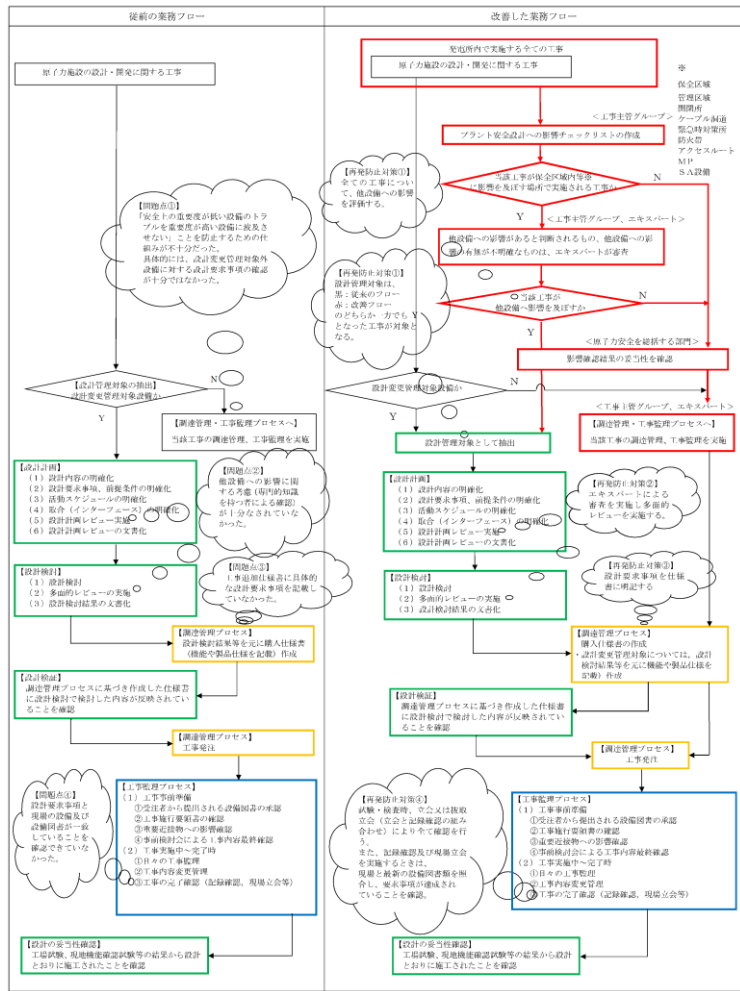 従前の業務フロー
原子力施設の設計・開発に関する工事
【問題点①】
「安全上の重要度が低い設備のトラ
ブルを重要度が高い設備に波及さ
せない」ことを防止するための仕
組みが不十分だった。
具体的には、設計変更管理対象外
設備に対する設計要求事項の確認
が十分ではなかった。
【設計管理対象の抽出】
設計変更管理対象設備か
N
Y
【調達管理・工事監理プロセスへ】
当該工事の調達管理、工事監理を実施
【設計計画】
（1）設計内容の明確化
（2）設計要求事項、前提条件の明確化
（3）活動スケジュールの明確化
（4）取合（インターフェース）の明確化
（5）設計計画レビュー実施
（6）設計計画レビューの文書化
【問題点②】
他設備への影響に関
する考慮（専門的知識
を持つ者による確認）
が十分なされていな
かった。
【設計検討】
（1）設計検討
（2）多面的レビューの実施
（3）設計検討結果の文書化
【問題点③】
工事追加仕様書に具体的
な設計要求事項を記載し
ていなかった。
【調達管理プロセス】
設計検討結果等を元に購入仕様書
（機能や製品仕様を記載）作成
【設計検証】
調達管理プロセスに基づき作成した仕様書
に設計検討で検討した内容が反映されてい
ることを確認
【調達管理プロセス】
工事発注
【問題点④】
設計要求事項と
現場の設備及び
設備図書が一致
していることを
確認できていな
かった。
【工事監理プロセス】
（1）工事事前準備
①受注者から提出される設備図書の承認
②工事施行要領書の確認
③重要近接物への影響確認
④事前検討会による工事内容最終確認
（2）工事実施中～完了時
①日々の工事監理
②工事内容変更管理
③工事の完了確認（記録確認、現場立会等）
【設計の妥当性確認】
工場試験、現地機能確認試験等の結果から設計
とおりに施工されたことを確認
改善した業務フロー
発電所内で実施する全ての工事
原子力施設の設計・開発に関する工事
※
保全区域
管理区域
開閉所
ケーブル洞道
緊急時対策所
防火帯
アクセスルート
ＭＰ
ＳＡ設備
＜工事主管グループ＞
プラント安全設計への影響チェックリストの作成
【再発防止対策①】
全ての工事につい
て、他設備への影響
を評価する。
当該工事が保全区域内等※
に影響を及ぼす場所で実施される工事か
N
Y
＜工事主管グループ、エキスパート＞
他設備への影響があると判断されるもの、他設備への影
響の有無が不明確なものは、エキスパートが審査
【再発防止対策①】
設計管理対象は、
黒：従来のフロー
赤：改善フロー
のどちらか一方でもＹ
となった工事が対象と
なる。
当該工事が
他設備へ影響を及ぼすか
N
Y
＜原子力安全を総括する部門＞
影響確認結果の妥当性を確認
設計変更管理対象設備か
N
Y
＜工事主管グループ、エキスパート＞
【調達管理・工事監理プロセスへ】
当該工事の調達管理、工事監理を実施
設計管理対象として抽出
【設計計画】
（1）設計内容の明確化
（2）設計要求事項、前提条件の明確化
（3）活動スケジュールの明確化
（4）取合（インターフェース）の明確化
（5）設計計画レビュー実施
（6）設計計画レビューの文書化
【再発防止対策②】
エキスパートによる
審査を実施し多面的
レビューを実施する。
【設計検討】
（1）設計検討
（2）多面的レビューの実施
（3）設計検討結果の文書化
【再発防止対策③】
設計要求事項を仕様
書に明記する
【調達管理プロセス】
購入仕様書の作成
・設計変更管理対象については、設計
検討結果等を元に機能や製品仕様を
記載）作成
【設計検証】
調達管理プロセスに基づき作成した仕様書
に設計検討で検討した内容が反映されてい
ることを確認
【調達管理プロセス】
工事発注
【再発防止対策④】
試験・検査時、立会又は抜取
立会（立会と記録確認の組み
合わせ）により全て確認を行
う。
また、記録確認及び現場立会
を実施するときは、
現場と最新の設備図書類を照
合し、要求事項が達成されて
いることを確認。
【工事監理プロセス】
（1）工事事前準備
①受注者から提出される設備図書の承認
②工事施行要領書の確認
③重要近接物への影響確認
④事前検討会による工事内容最終確認
（2）工事実施中～完了時
①日々の工事監理
②工事内容変更管理
③工事の完了確認（記録確認、現場立会等）
【設計の妥当性確認】
工場試験、現地機能確認試験等の結果から設計
とおりに施工されたことを確認